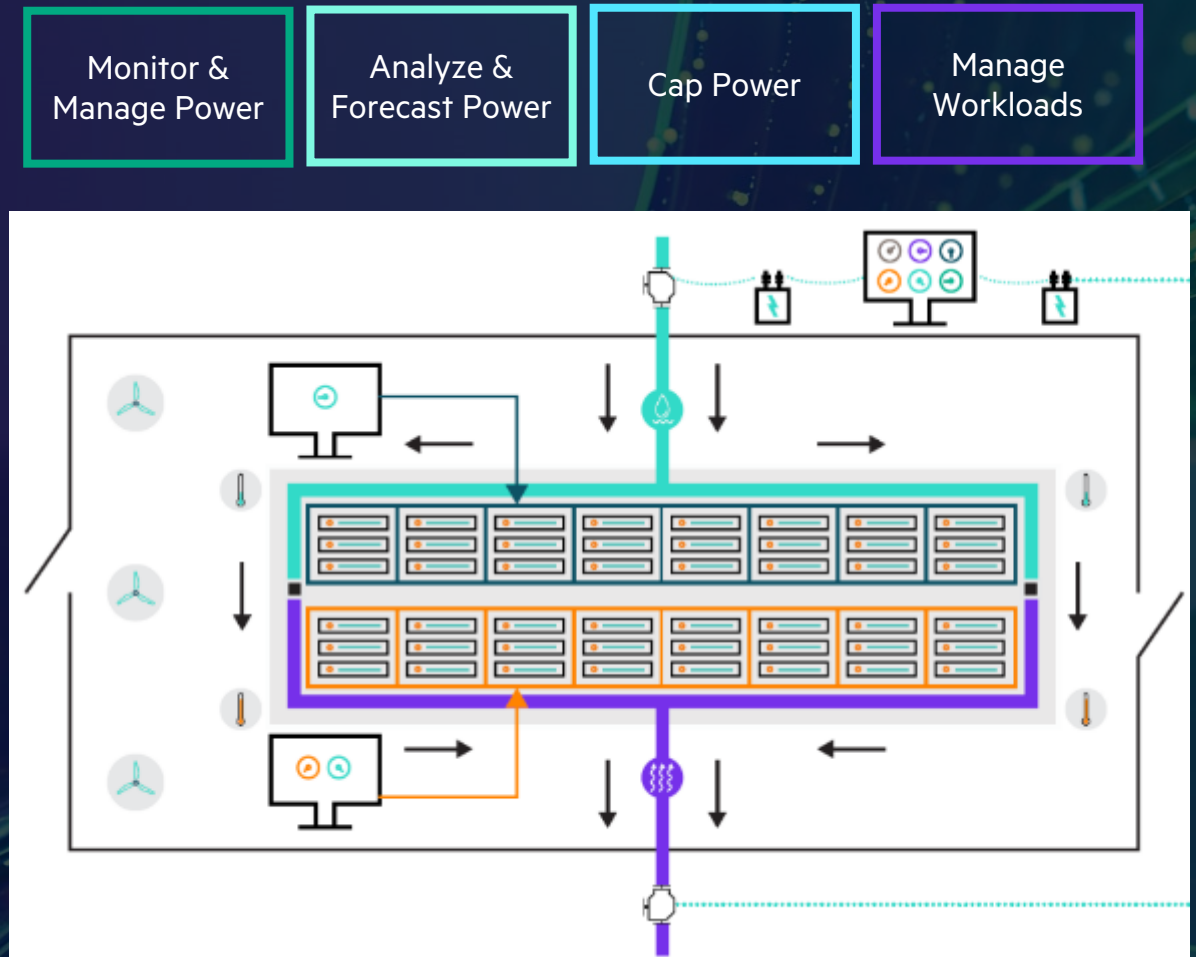 Monitor &
Manage Power
Analyze &
Forecast Power
Cap Power
Manage
Workloads